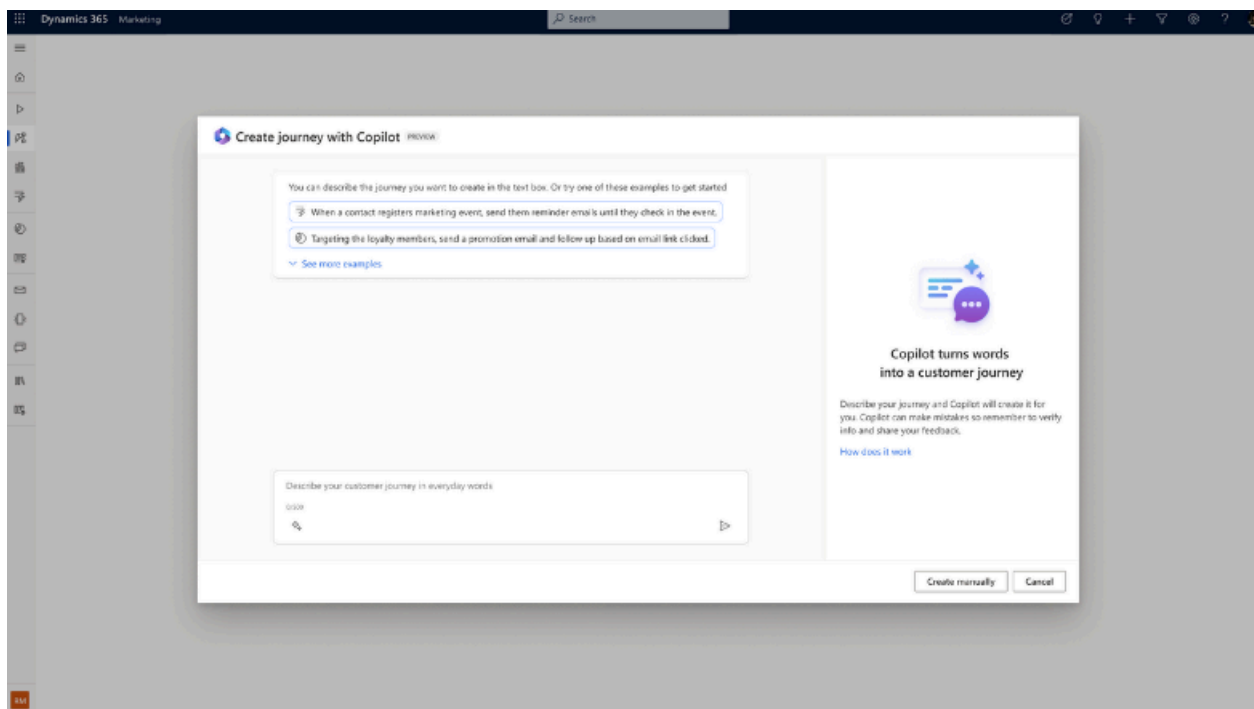 Dynamics 365 Marketing
Search
Create journey with Copilot PREVIEW
You can describe the journey you want to create in the text box. Or try one of these examples to get started
When a contact registers marketing event, send them reminder emails until they check in the event.
Targeting the loyalty members, send a promotion email and follow up based on email link clicked.
See more examples
Copilot turns words
into a customer journey
Describe your journey and Copilot will create it for
you. Copilot can make mistakes so remember to verify
info and share your feedback.
How does it work
Describe your customer journey in everyday words
Create manually
Cancel